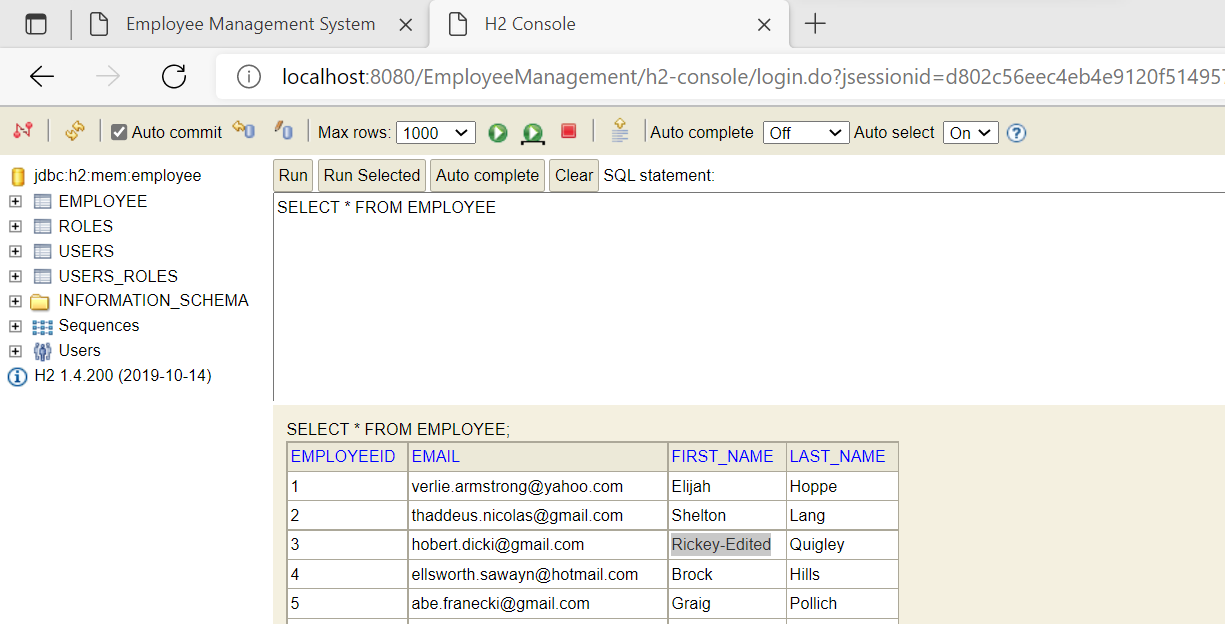 Employee Management System
H2 Console
localhost:8080/EmployeeManagement/h2-console/login.do?jsessionid=d802c56eec4eb4e9120f51495
Auto commit Max rows: 1000 Auto complete Off Auto select On
jdbc:h2:mem:employee
EMPLOYEE
ROLES
USERS
USERS_ROLES
INFORMATION_SCHEMA
Sequences
Users
H2 1.4.200 (2019-10-14)
Run Run Selected Auto complete Clear SQL statement:
SELECT * FROM EMPLOYEE
SELECT * FROM EMPLOYEE;
EMPLOYEEID EMAIL FIRST_NAME LAST_NAME
1 verlie.armstrong@yahoo.com Elijah Hoppe
2 thaddeus.nicolas@gmail.com Shelton Lang
3 hobert.dicki@gmail.com Rickey-Edited Quigley
4 ellsworth.sawayn@hotmail.com Brock Hills
5 abe.franecki@gmail.com Graig Pollich